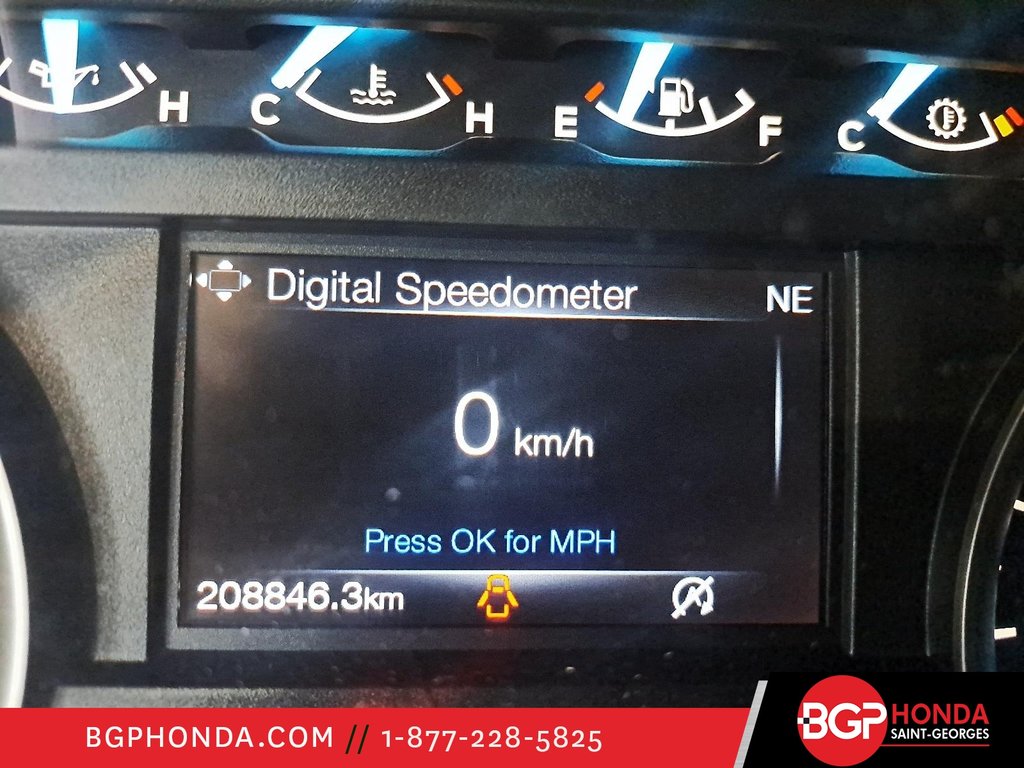 H C H E F C
Digital Speedometer NE
0 km/h
Press OK for MPH
208846.3km
BGPHONDA.COM // 1-877-228-5825
BGP HONDA
SAINT-GEORGES